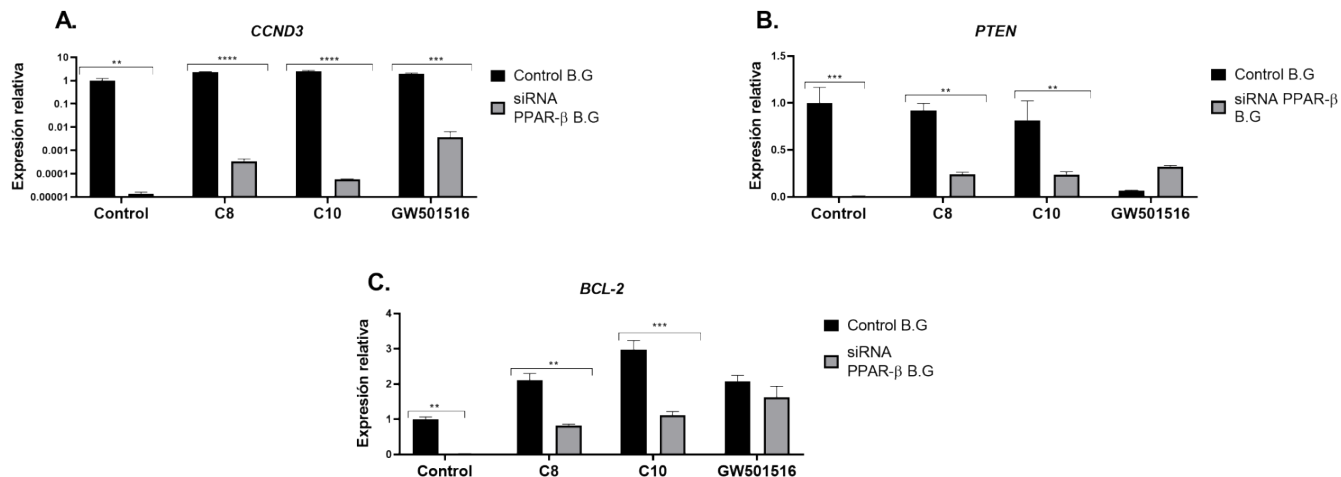 A.
CCND3
Expresión relativa
10
1
0.1
0.01
0.001
0.0001
0.00001
**
****
****
***
Control
C8
C10
GW501516
Control B.G
siRNA
PPAR-β B.G
B.
PTEN
Expresión relativa
1.5
1.0
0.5
0.0
***
**
**
Control
C8
C10
GW501516
Control B.G
siRNA PPAR-β
B.G
C.
BCL-2
Expresión relativa
4
3
2
1
0
**
**
***
Control
C8
C10
GW501516
Control B.G
siRNA
PPAR-β B.G